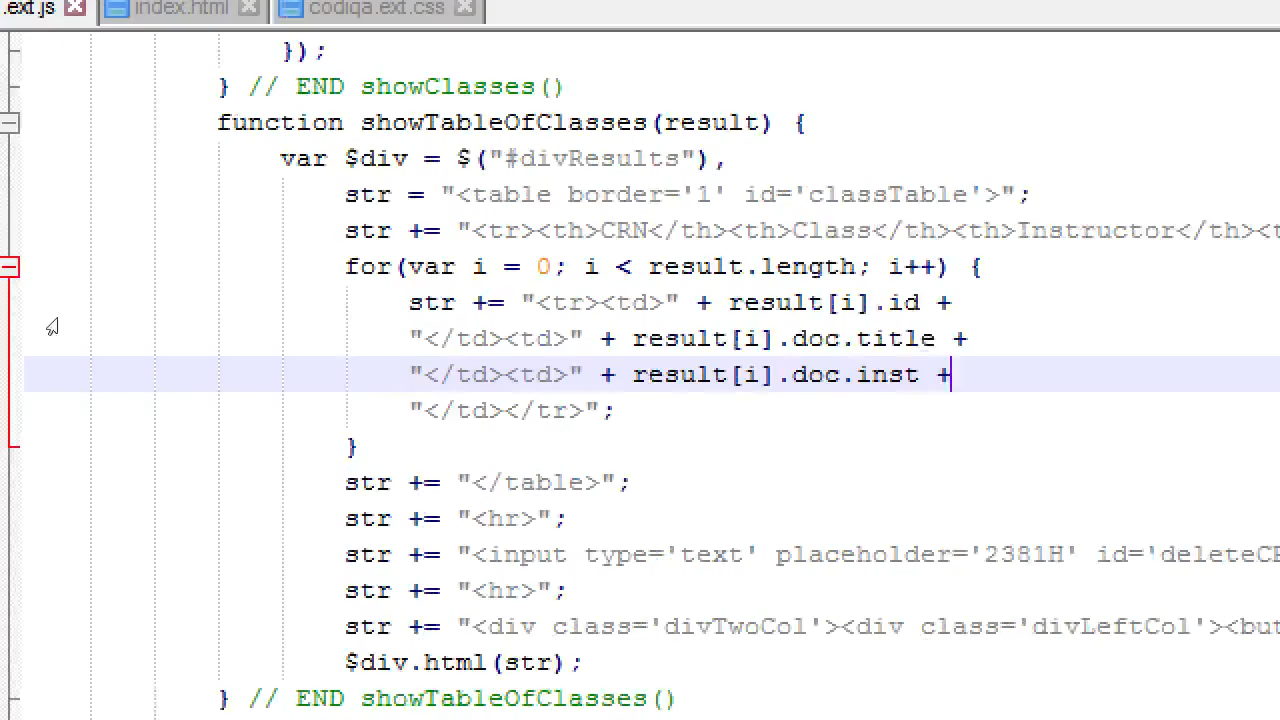 .ext.js index.html codiqa.ext.css
});
} // END showClasses()
function showTableOfClasses(result) {
var $div = $("#divResults"),
str = "<table border='1' id='classTable'>";
str += "<tr><th>CRN</th><th>Class</th><th>Instructor</th><t
for(var i = 0; i < result.length; i++) {
str += "<tr><td>" + result[i].id +
"</td><td>" + result[i].doc.title +
"</td><td>" + result[i].doc.inst +
"</td></tr>";
}
str += "</table>";
str += "<hr>";
str += "<input type='text' placeholder='2381H' id='deleteCR
str += "<hr>";
str += "<div class='divTwoCol'><div class='divLeftCol'><but
$div.html(str);
} // END showTableOfClasses()